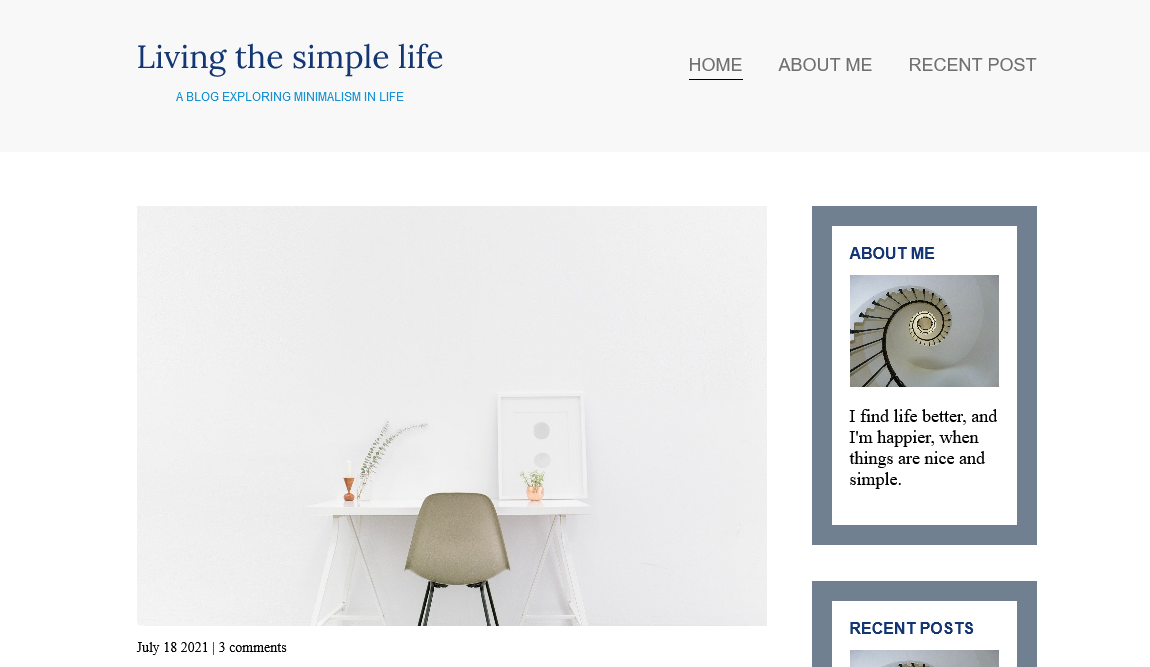 Living the simple life
A BLOG EXPLORING MINIMALISM IN LIFE
HOME ABOUT ME RECENT POST
July 18 2021 | 3 comments
ABOUT ME
I find life better, and
I'm happier, when
things are nice and
simple.
RECENT POSTS